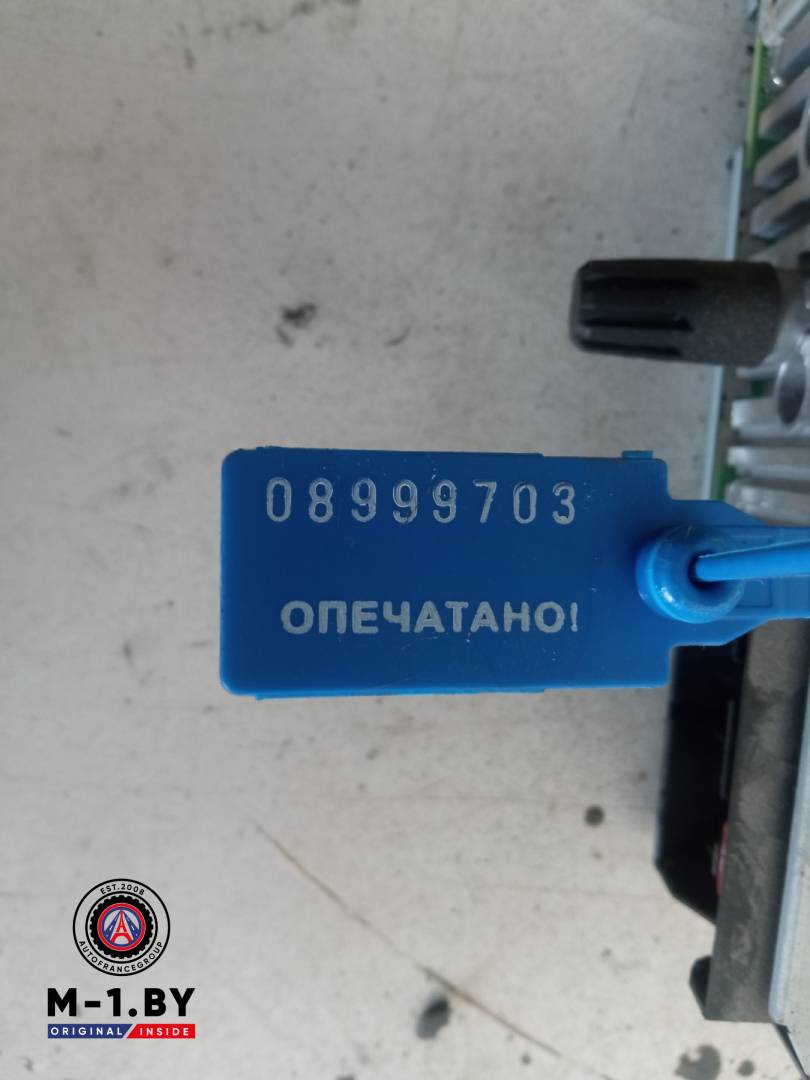 08999703
ОПЕЧАТАНО!
EST.2008
AUTOFRANCEGROUP
M-1.BY
ORIGINAL INSIDE